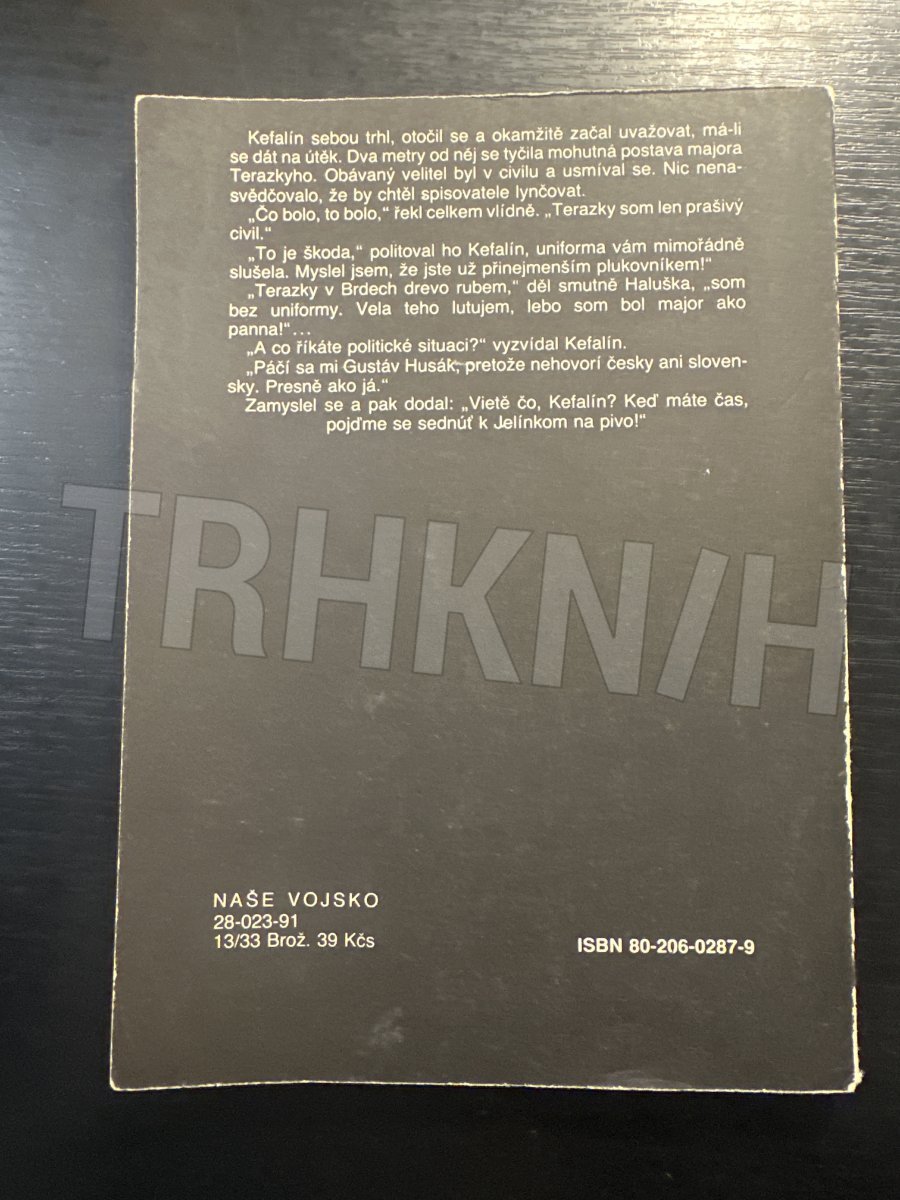 Kefalín sebou trhl, otočil se a okamžitě začal uvažovat, má-li
se dát na útěk. Dva metry od něj se tyčila mohutná postava majora
Terazkyho. Obávaný velitel byl v civilu a usmíval se. Nic nena-
svědčovalo, že by chtěl spisovatele lynčovat.
„Čo bolo, to bolo,“ řekl celkem vlídně. „Terazky som len prašivý
civil.“
„To je škoda,“ politoval ho Kefalín, uniforma vám mimořádně
slušela. Myslel jsem, že jste už přinejmenším plukovníkem!“
„Terazky v Brdech drevo rubem,“ děl smutně Haluška, „som
bez uniformy. Vela teho lutujem, lebo som bol major ako
panna!“...
„A co říkáte politické situaci?“ vyzvídal Kefalín.
„Páčí sa mi Gustáv Husák, pretože nehovorí česky ani sloven-
sky. Presně ako já.“
Zamyslel se a pak dodal: „Vietě čo, Kefalín? Keď máte čas,
pojďme se sednúť k Jelínkom na pivo!“
TRHKN/H
NAŠE VOJSKO
28-023-91
13/33 Brož. 39 Kčs
ISBN 80-206-0287-9